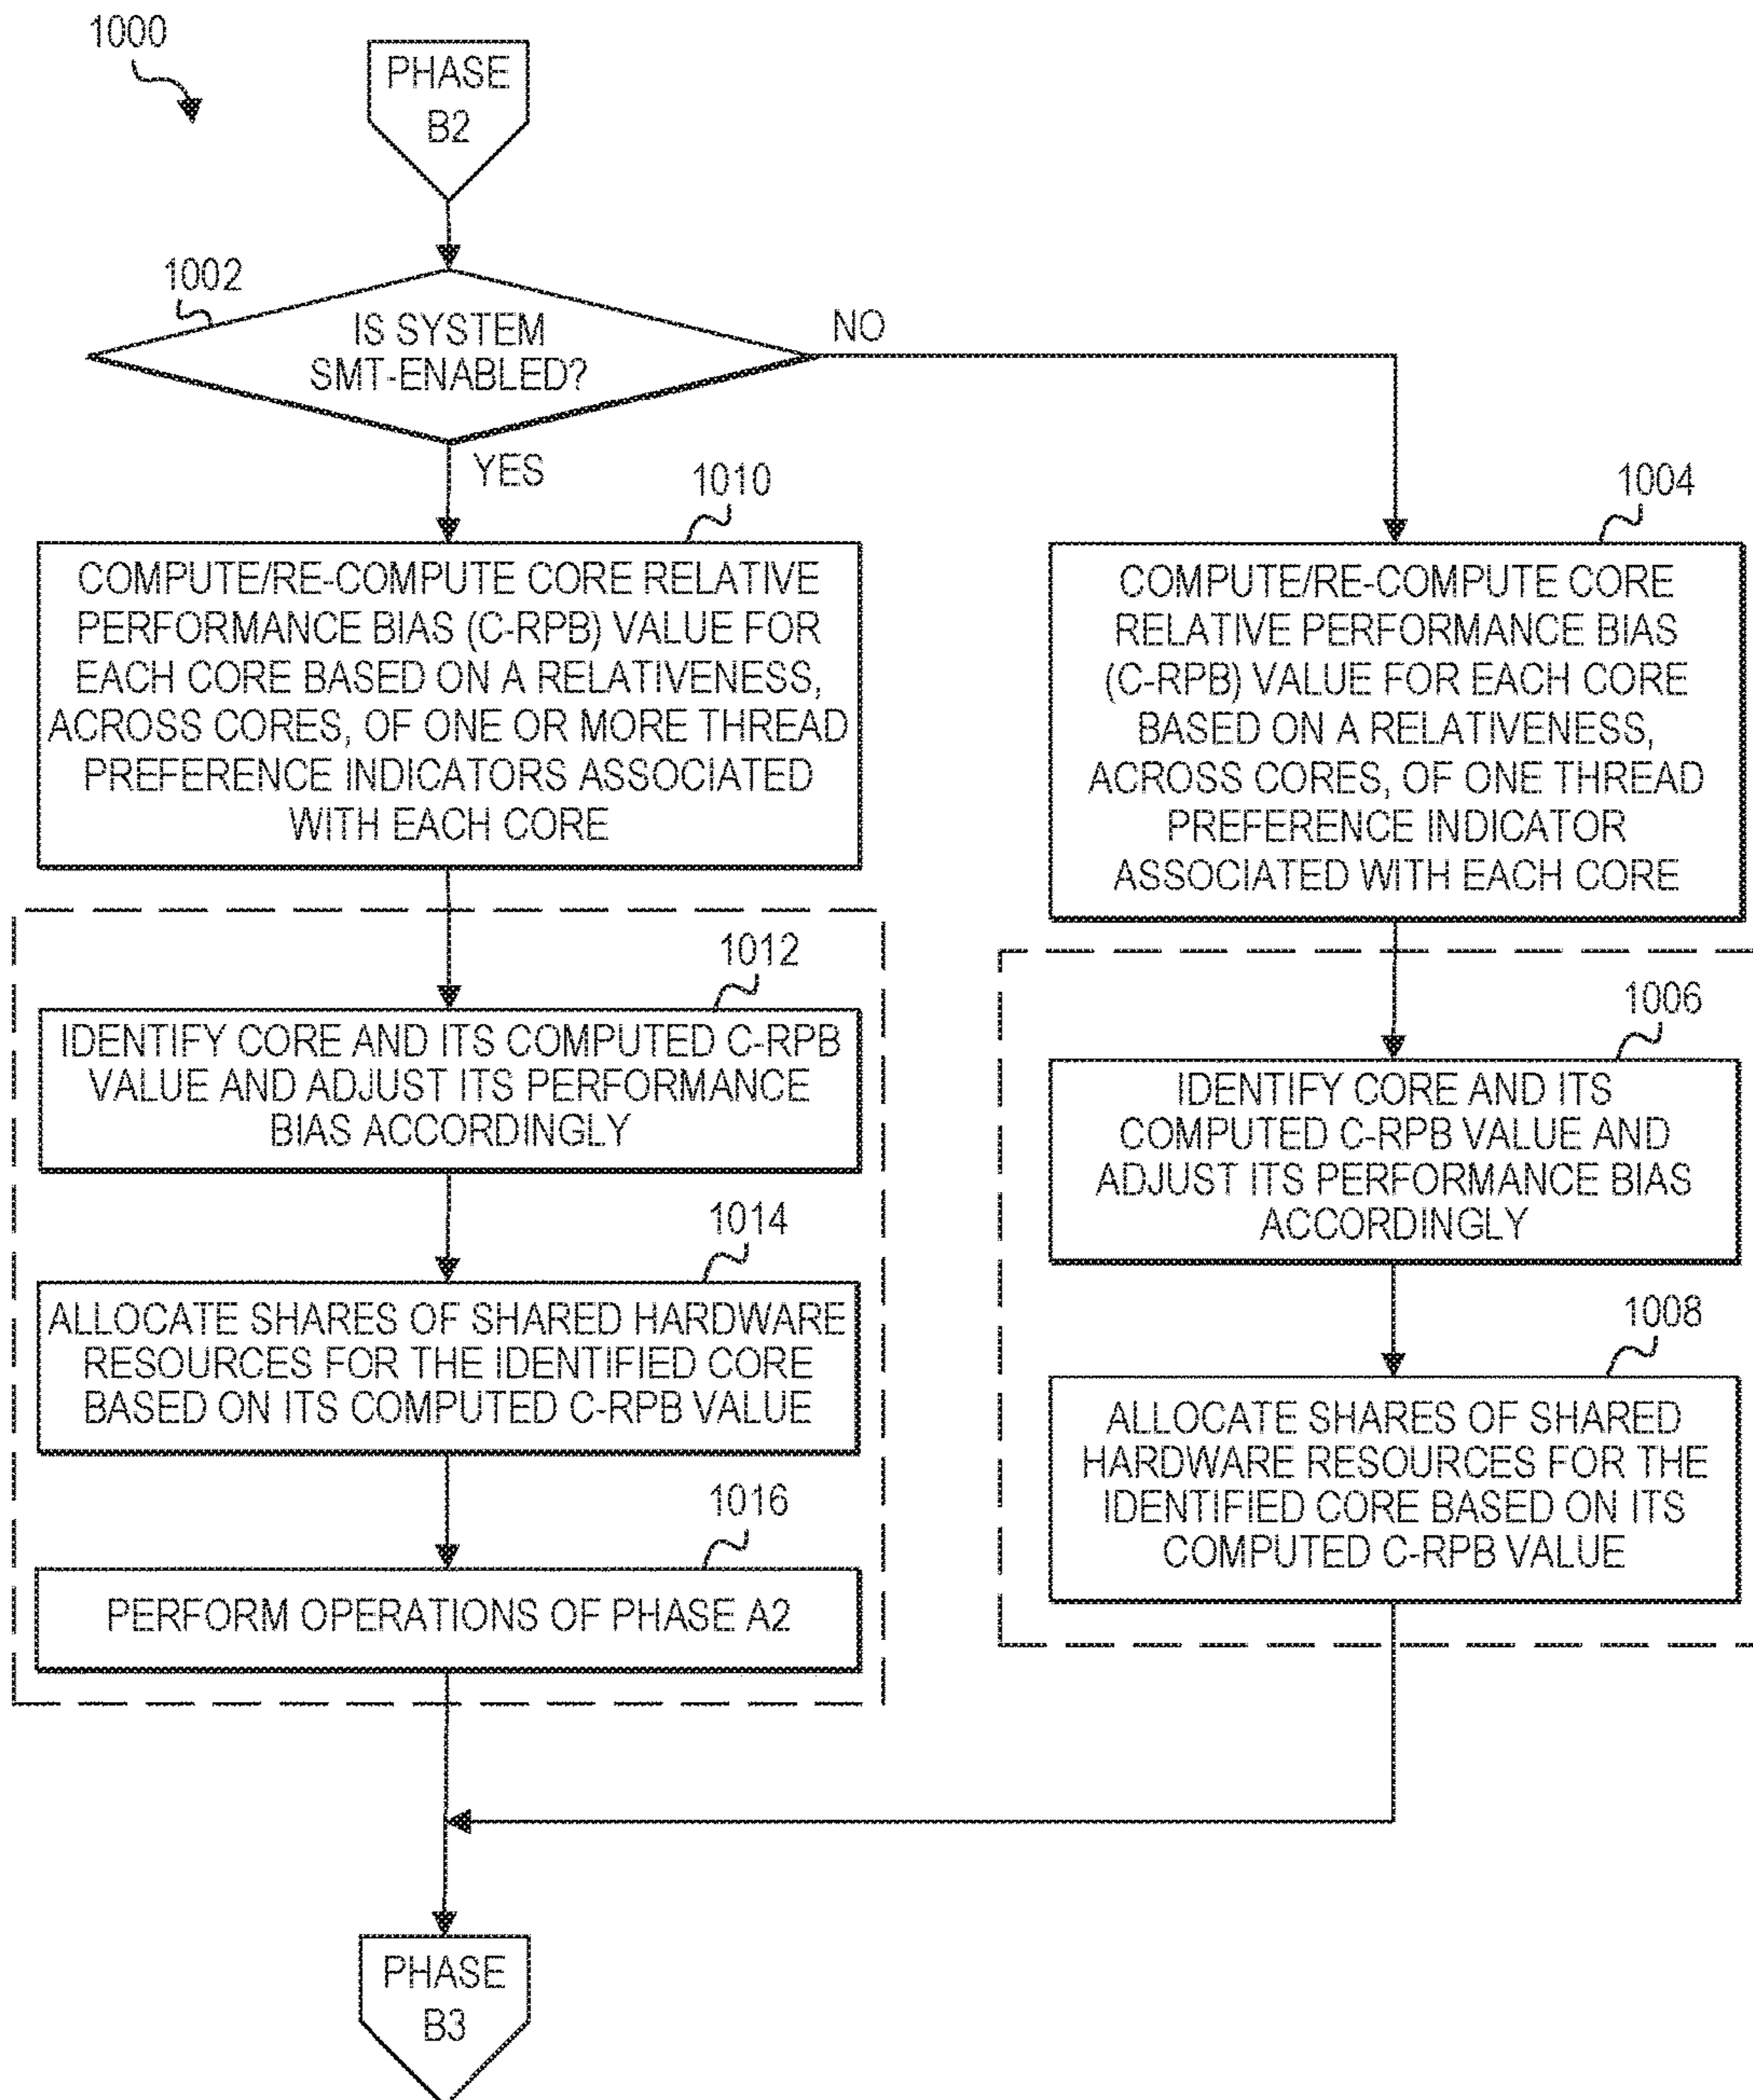 1000
PHASE
B2
1002
IS SYSTEM
SMT-ENABLED?
NO
YES
1010
COMPUTE/RE-COMPUTE CORE RELATIVE
PERFORMANCE BIAS (C-RPB) VALUE FOR
EACH CORE BASED ON A RELATIVENESS,
ACROSS CORES, OF ONE OR MORE THREAD
PREFERENCE INDICATORS ASSOCIATED
WITH EACH CORE
1004
COMPUTE/RE-COMPUTE CORE
RELATIVE PERFORMANCE BIAS
(C-RPB) VALUE FOR EACH CORE
BASED ON A RELATIVENESS,
ACROSS CORES, OF ONE THREAD
PREFERENCE INDICATOR
ASSOCIATED WITH EACH CORE
1012
IDENTIFY CORE AND ITS COMPUTED C-RPB
VALUE AND ADJUST ITS PERFORMANCE
BIAS ACCORDINGLY
1006
IDENTIFY CORE AND ITS
COMPUTED C-RPB VALUE AND
ADJUST ITS PERFORMANCE BIAS
ACCORDINGLY
1014
ALLOCATE SHARES OF SHARED HARDWARE
RESOURCES FOR THE IDENTIFIED CORE
BASED ON ITS COMPUTED C-RPB VALUE
1008
ALLOCATE SHARES OF SHARED
HARDWARE RESOURCES FOR THE
IDENTIFIED CORE BASED ON ITS
COMPUTED C-RPB VALUE
1016
PERFORM OPERATIONS OF PHASE A2
PHASE
B3